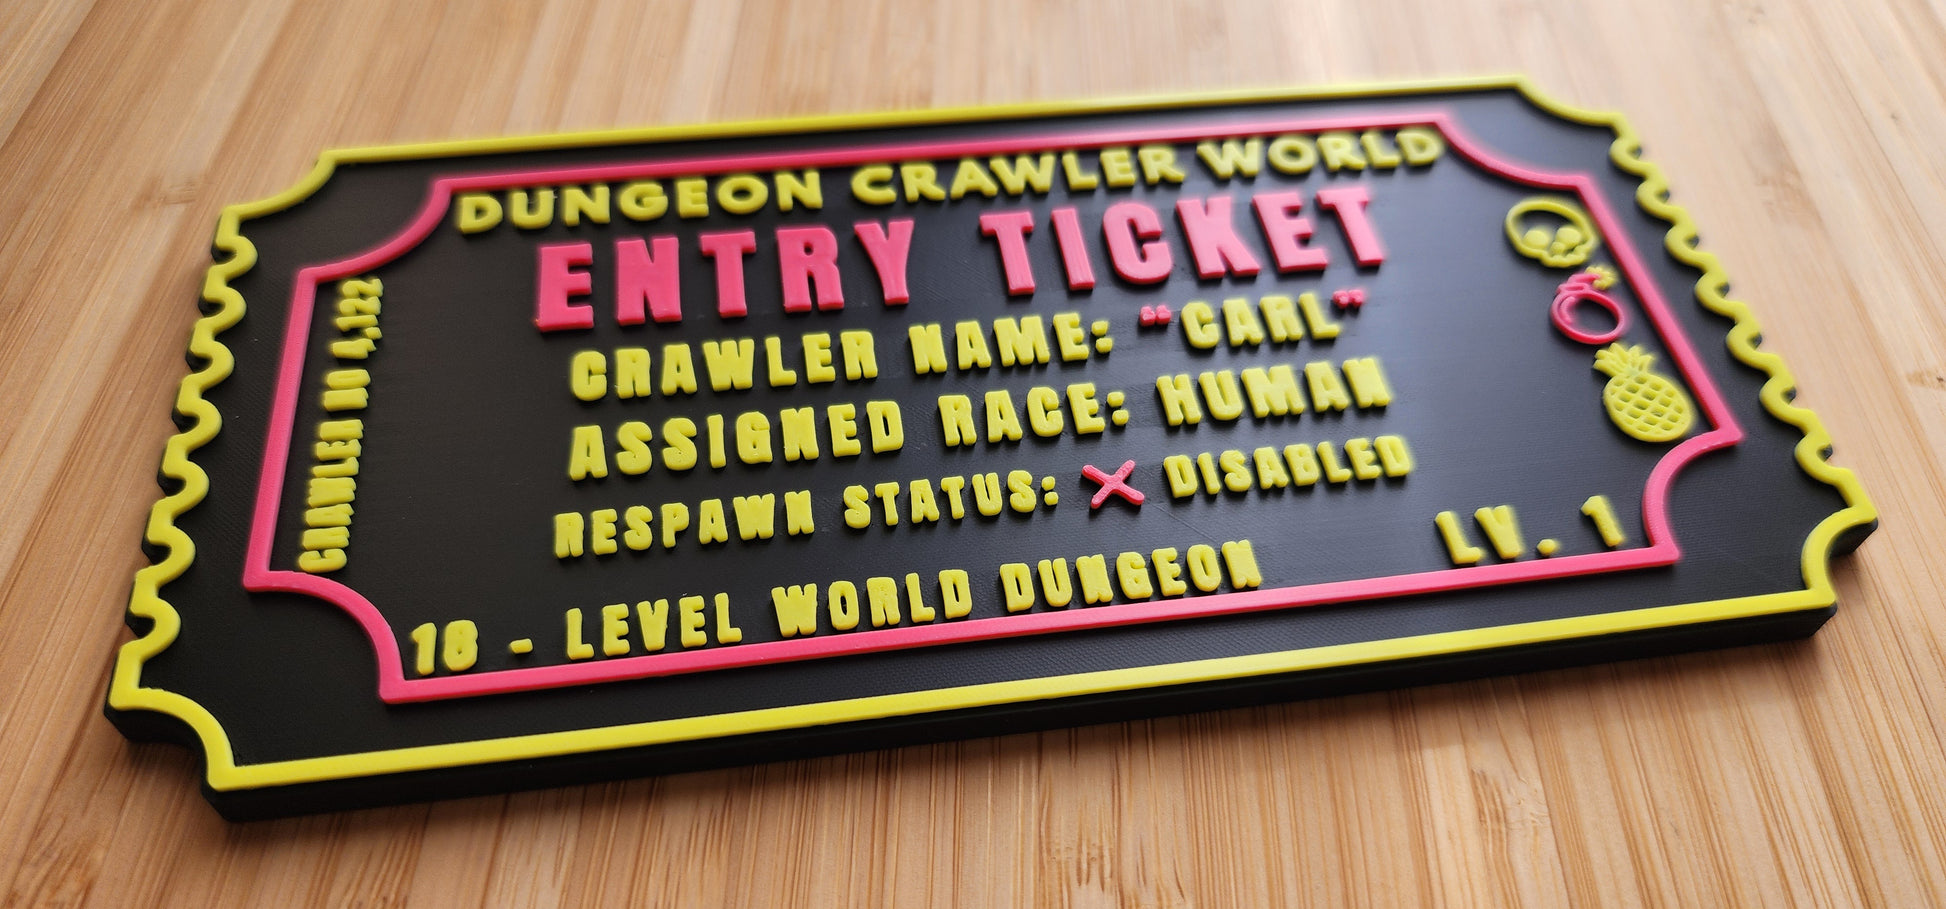 DUNGEON CRAWLER WORLD
ENTRY TICKET
CRAWLER NAME: “CARL”
ASSIGNED RACE: HUMAN
RESPAWN STATUS: ✕ DISABLED
18 - LEVEL WORLD DUNGEON
LV. 1
CRAWLER NO 4,122